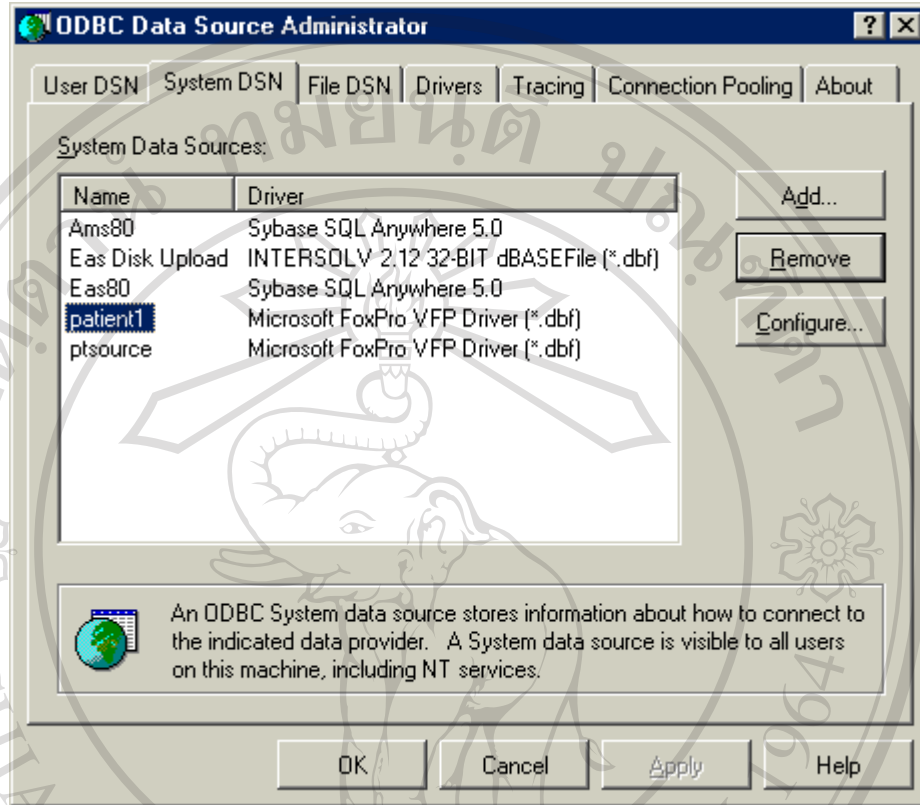 ODBC Data Source Administrator
User DSN System DSN File DSN Drivers Tracing Connection Pooling About
System Data Sources:
Name Driver
Ams80 Sybase SQL Anywhere 5.0
Eas Disk Upload INTERSOLV 2.12 32-BIT dBASEFile (*.dbf)
Eas80 Sybase SQL Anywhere 5.0
patient1 Microsoft FoxPro VFP Driver (*.dbf)
ptsource Microsoft FoxPro VFP Driver (*.dbf)
Add...
Remove
Configure...
An ODBC System data source stores information about how to connect to
the indicated data provider. A System data source is visible to all users
on this machine, including NT services.
OK Cancel Apply Help
1964